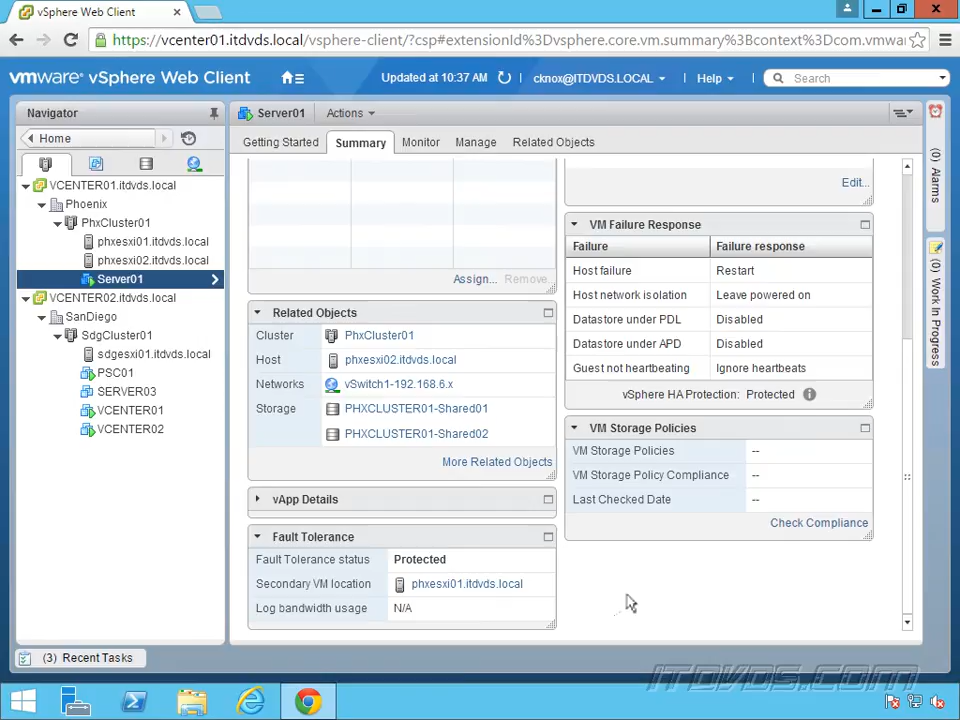 vSphere Web Client
https://vcenter01.itdvds.local/vsphere-client/?csp#extensionId%3Dvsphere.core.vm.summary%3Bcontext%3Dcom.vmwar
vmware® vSphere Web Client
Updated at 10:37 AM
cknox@ITDVDS.LOCAL
Help
Search
Navigator
Home
VCENTER01.itdvds.local
Phoenix
PhxCluster01
phxesxi01.itdvds.local
phxesxi02.itdvds.local
Server01
VCENTER02.itdvds.local
SanDiego
SdgCluster01
sdgesxi01.itdvds.local
PSC01
SERVER03
VCENTER01
VCENTER02
Server01 Actions
Getting Started Summary Monitor Manage Related Objects
Assign... Remove
Related Objects
Cluster PhxCluster01
Host phxesxi02.itdvds.local
Networks vSwitch1-192.168.6.x
Storage PHXCLUSTER01-Shared01
PHXCLUSTER01-Shared02
More Related Objects
vApp Details
Fault Tolerance
Fault Tolerance status Protected
Secondary VM location phxesxi01.itdvds.local
Log bandwidth usage N/A
Edit...
VM Failure Response
Failure Failure response
Host failure Restart
Host network isolation Leave powered on
Datastore under PDL Disabled
Datastore under APD Disabled
Guest not heartbeating Ignore heartbeats
vSphere HA Protection: Protected
VM Storage Policies
VM Storage Policies --
VM Storage Policy Compliance --
Last Checked Date --
Check Compliance
(0) Alarms
(0) Work In Progress
(3) Recent Tasks
ITDVDS.COM